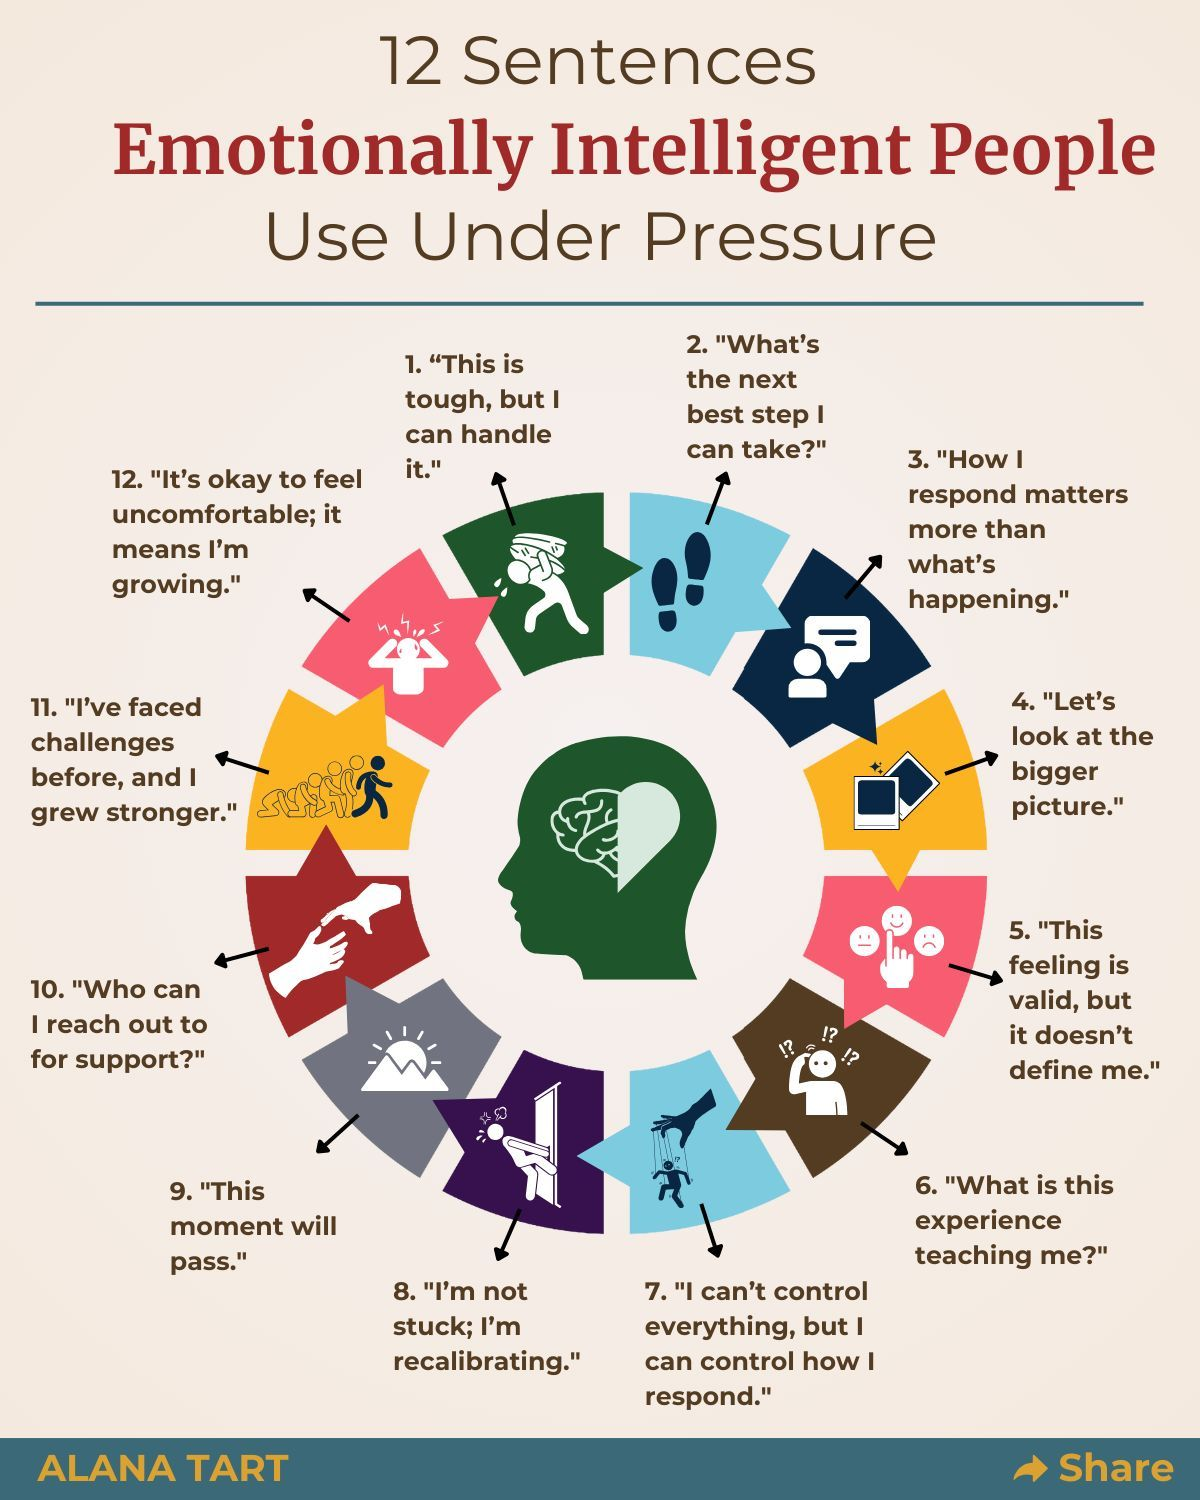 12 Sentences
Emotionally Intelligent People
Use Under Pressure
1. “This is
tough, but I
can handle
it."
2. "What’s
the next
best step I
can take?"
3. "How I
respond matters
more than
what’s
happening."
4. "Let’s
look at the
bigger
picture."
5. "This
feeling is
valid, but
it doesn’t
define me."
6. "What is this
experience
teaching me?"
7. "I can’t control
everything, but I
can control how I
respond."
8. "I’m not
stuck; I’m
recalibrating."
9. "This
moment will
pass."
10. "Who can
I reach out to
for support?"
11. "I’ve faced
challenges
before, and I
grew stronger."
12. "It’s okay to feel
uncomfortable; it
means I’m
growing."
!? !? !?
!?
ALANA TART
Share